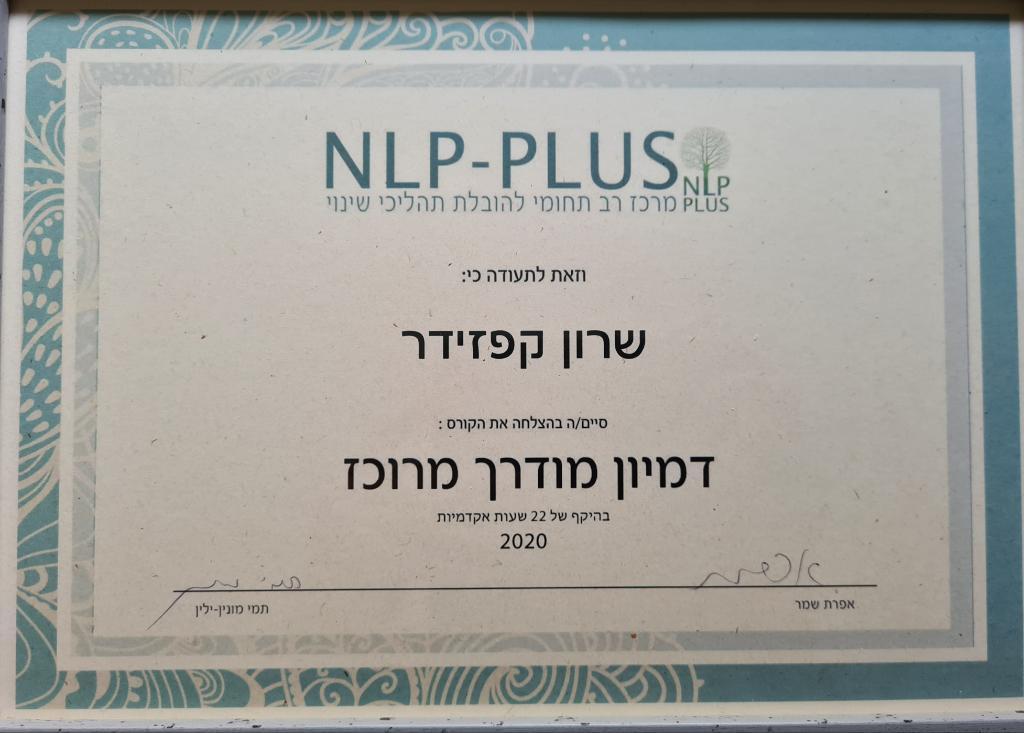 NLP-PLUS
NLP
PLUS
מרכז רב תחומי להובלת תהליכי שינוי
וזאת לתעודה כי:
שרון קפזידר
סיים/ה בהצלחה את הקורס :
דמיון מודרך מרוכז
בהיקף של 22 שעות אקדמיות
2020
אפרת שמר
תמי מונין-ילין